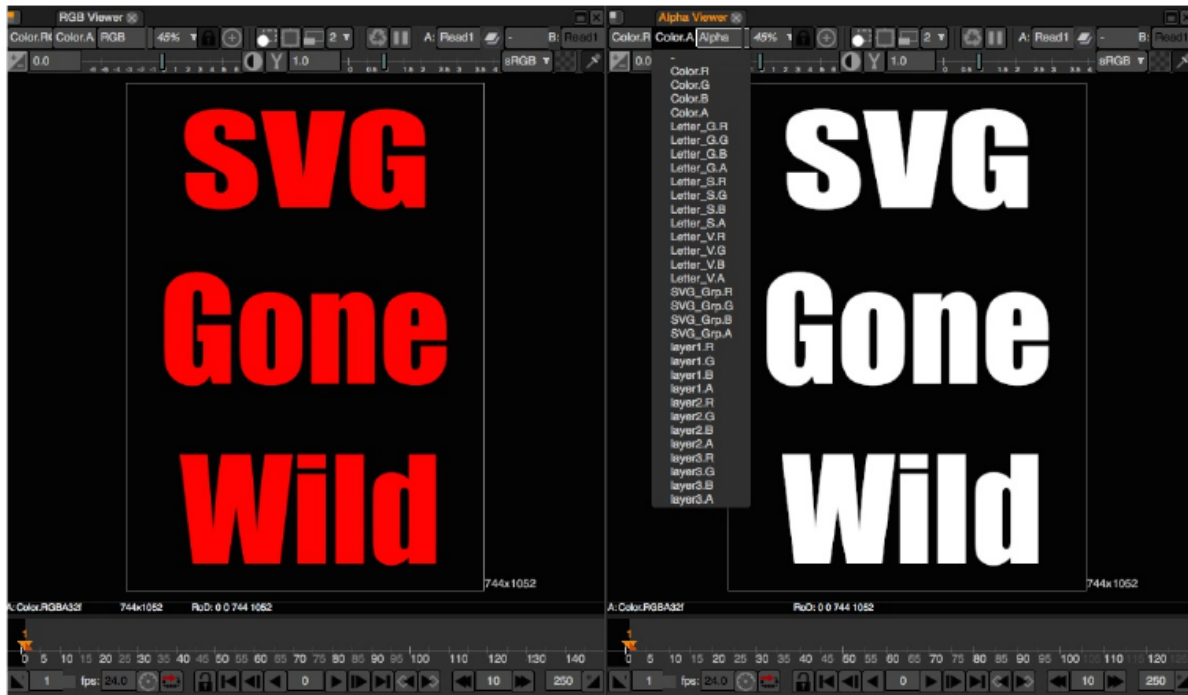 RGB Viewer
Color.R Color.A RGB 45% 2 A: Read1 - B: Read1
0.0 1.0 sRGB
SVG
Gone
Wild
744x1052
A: Color.RGBA32f 744x1052 RoD: 0 0 744 1052
1
0 5 10 15 20 25 30 35 40 45 50 55 60 65 70 75 80 85 90 95 100 110 120 130 140
1 fps: 24.0 0 10 250
Alpha Viewer
Color.R Color.A Alpha 45% 2 A: Read1 - B: Read1
0.0 1.0 sRGB
-
Color.R
Color.G
Color.B
Color.A
Letter_G.R
Letter_G.G
Letter_G.B
Letter_G.A
Letter_S.R
Letter_S.G
Letter_S.B
Letter_S.A
Letter_V.R
Letter_V.G
Letter_V.B
Letter_V.A
SVG_Grp.R
SVG_Grp.G
SVG_Grp.B
SVG_Grp.A
layer1.R
layer1.G
layer1.B
layer1.A
layer2.R
layer2.G
layer2.B
layer2.A
layer3.R
layer3.G
layer3.B
layer3.A
SVG
Gone
Wild
744x1052
A: Color.RGBA32f RoD: 0 0 744 1052
1
0 5 10 15 20 25 30 35 40 45 50 55 60 65 70 75 80 85 90 95 100 105 110 115 120
1 fps: 24.0 0 10 250